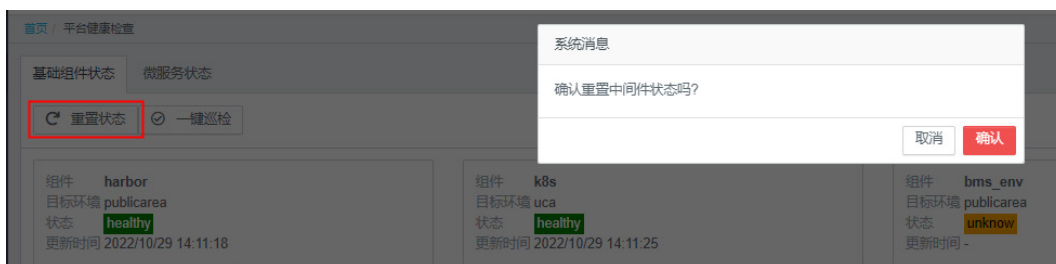 首页 / 平台健康检查
系统消息
基础组件状态 微服务状态
确认重置中间件状态吗?
重置状态 一键巡检
取消 确认
组件 harbor
目标环境 publicarea
状态 healthy
更新时间 2022/10/29 14:11:18
组件 k8s
目标环境 uca
状态 healthy
更新时间 2022/10/29 14:11:25
组件 bms_env
目标环境 publicarea
状态 unknow
更新时间 -